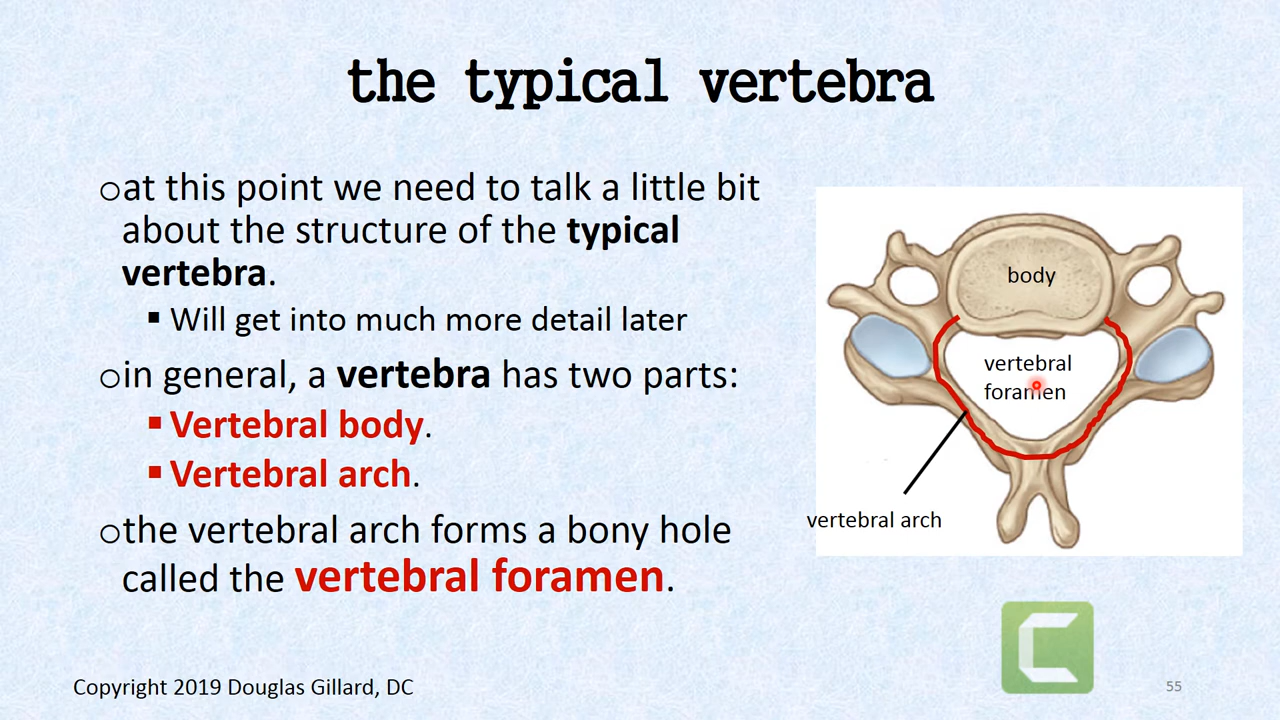 the typical vertebra
oat this point we need to talk a little bit
about the structure of the typical
vertebra.
▪ Will get into much more detail later
oin general, a vertebra has two parts:
▪ Vertebral body.
▪ Vertebral arch.
othe vertebral arch forms a bony hole
called the vertebral foramen.
body
vertebral
foramen
vertebral arch
Copyright 2019 Douglas Gillard, DC
55